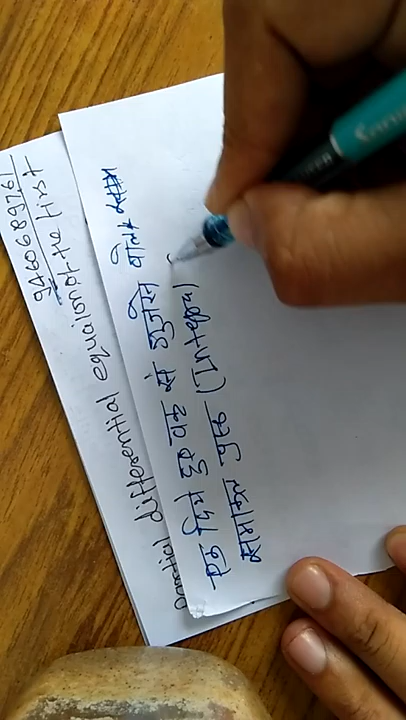 9460689761
partial differential equation of the first
एक दिये हुए वक्र से गुजरने वाले
समाकल पृष्ठ (Integral